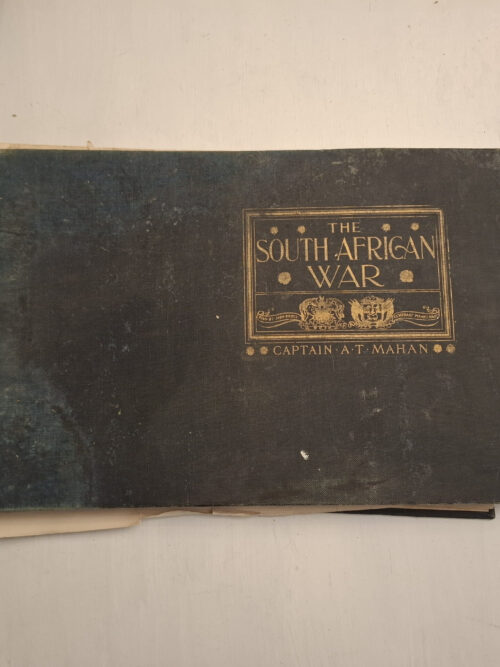 THE
SOUTH AFRICAN
WAR
CAPTAIN · A · T · MAHAN